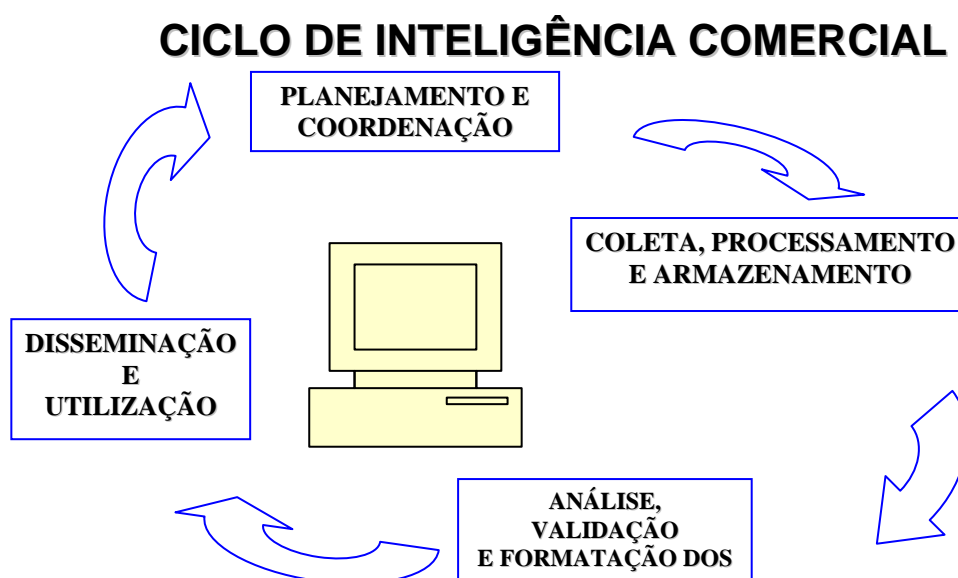 CICLO DE INTELIGÊNCIA COMERCIAL
PLANEJAMENTO E
COORDENAÇÃO
COLETA, PROCESSAMENTO
E ARMAZENAMENTO
DISSEMINAÇÃO
E
UTILIZAÇÃO
ANÁLISE,
VALIDAÇÃO
E FORMATAÇÃO DOS